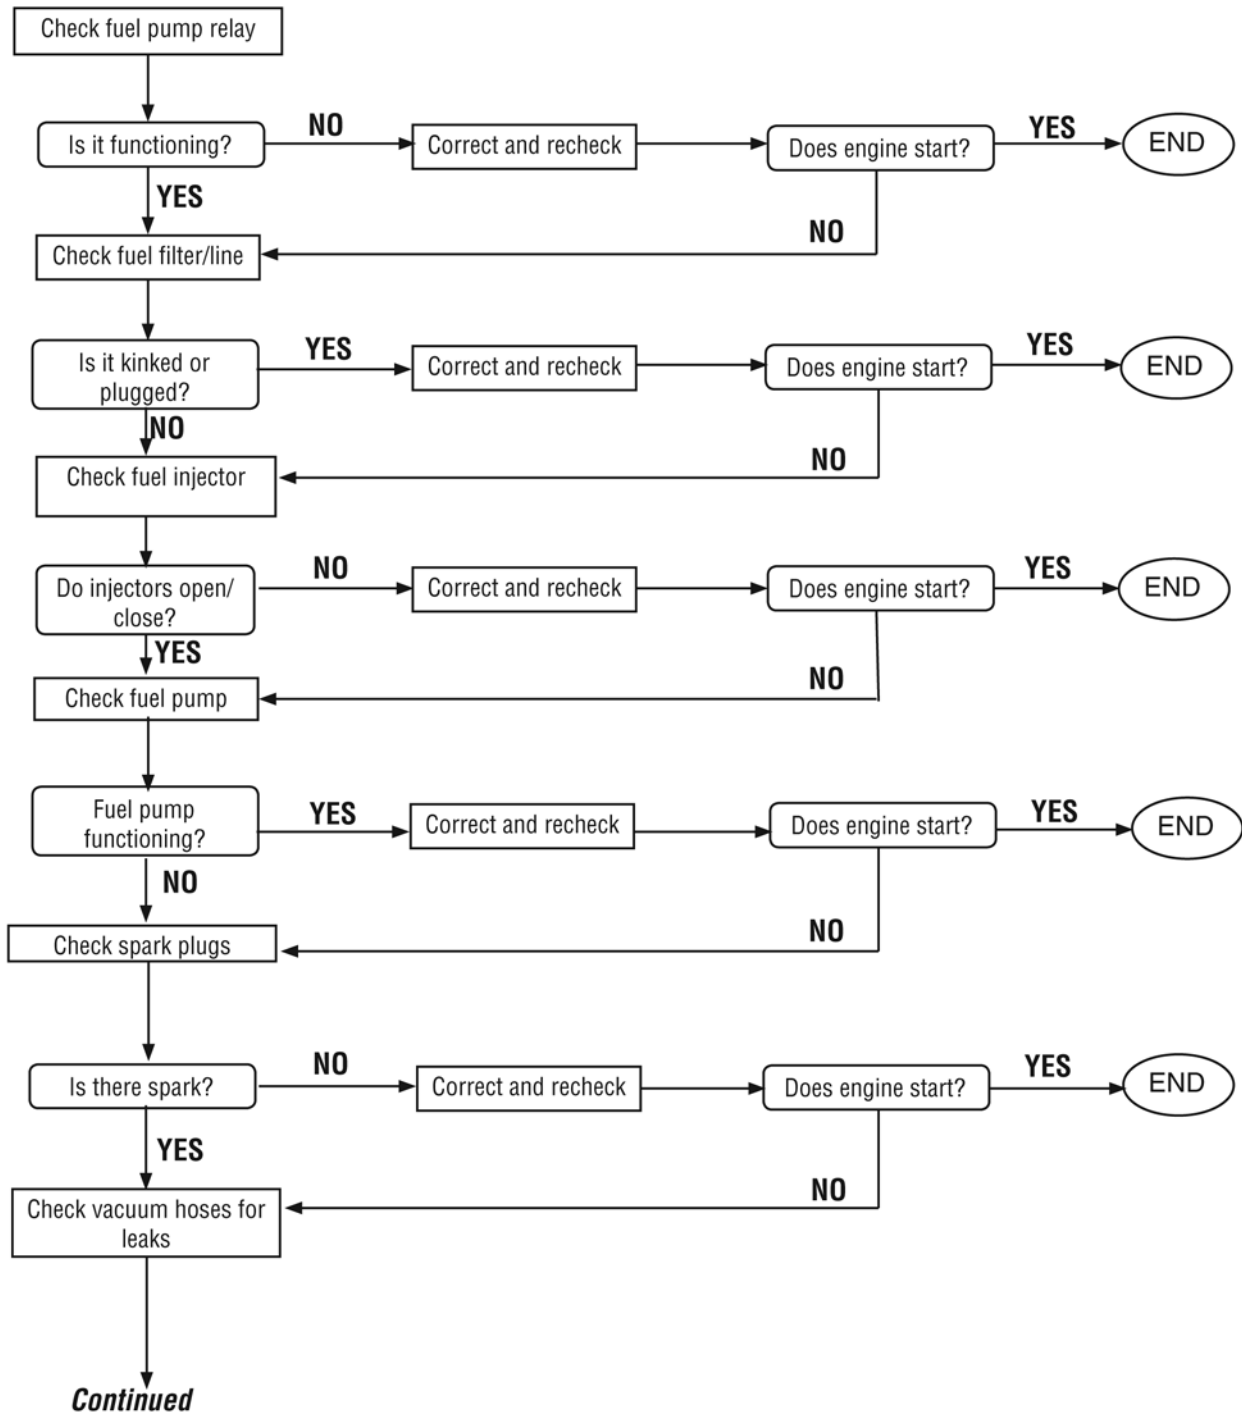 Check fuel pump relay
Is it functioning?
NO
Correct and recheck
Does engine start?
YES
END
YES
NO
Check fuel filter/line
Is it kinked or
plugged?
YES
Correct and recheck
Does engine start?
YES
END
NO
NO
Check fuel injector
Do injectors open/
close?
NO
Correct and recheck
Does engine start?
YES
END
YES
NO
Check fuel pump
Fuel pump
functioning?
YES
Correct and recheck
Does engine start?
YES
END
NO
NO
Check spark plugs
Is there spark?
NO
Correct and recheck
Does engine start?
YES
END
YES
NO
Check vacuum hoses for
leaks
Continued